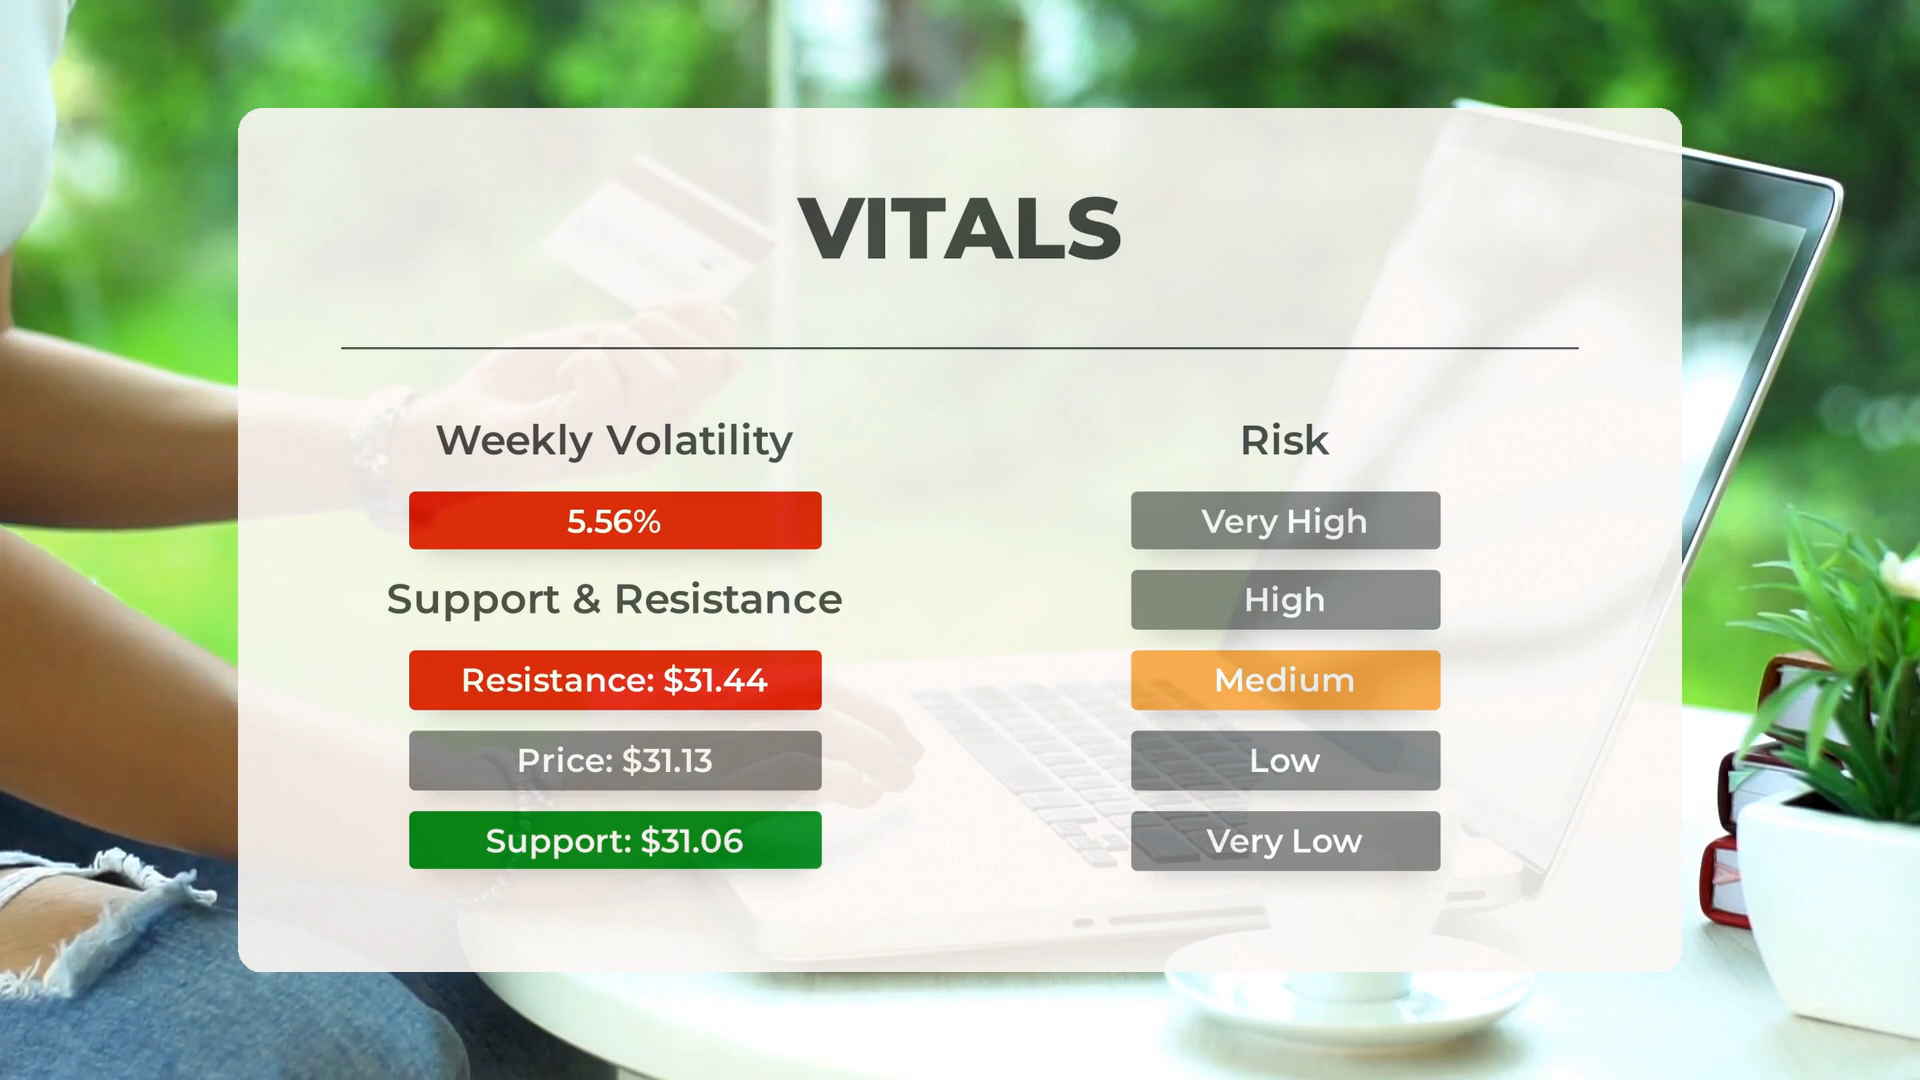 VITALS
Weekly Volatility
5.56%
Support & Resistance
Resistance: $31.44
Price: $31.13
Support: $31.06
Risk
Very High
High
Medium
Low
Very Low